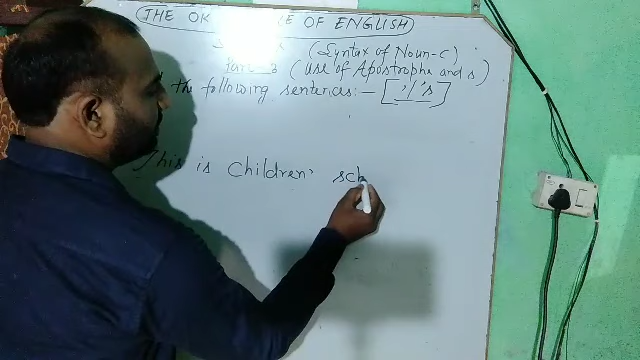 THE OK OF ENGLISH
(Syntax of Noun-C)
(Use of Apostrophe and s)
the following sentences:- ['/'s]
This is Children' sch